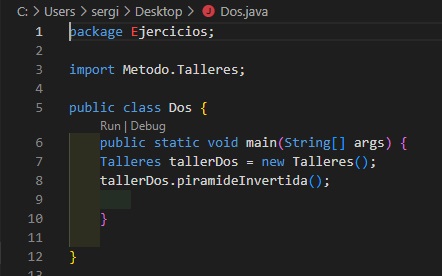 C: > Users > sergi > Desktop > Dos.java
1 package Ejercicios;
2
3 import Metodo.Talleres;
4
5 public class Dos {
Run | Debug
6 public static void main(String[] args) {
7 Talleres tallerDos = new Talleres();
8 tallerDos.piramideInvertida();
9
10 }
11
12 }
13